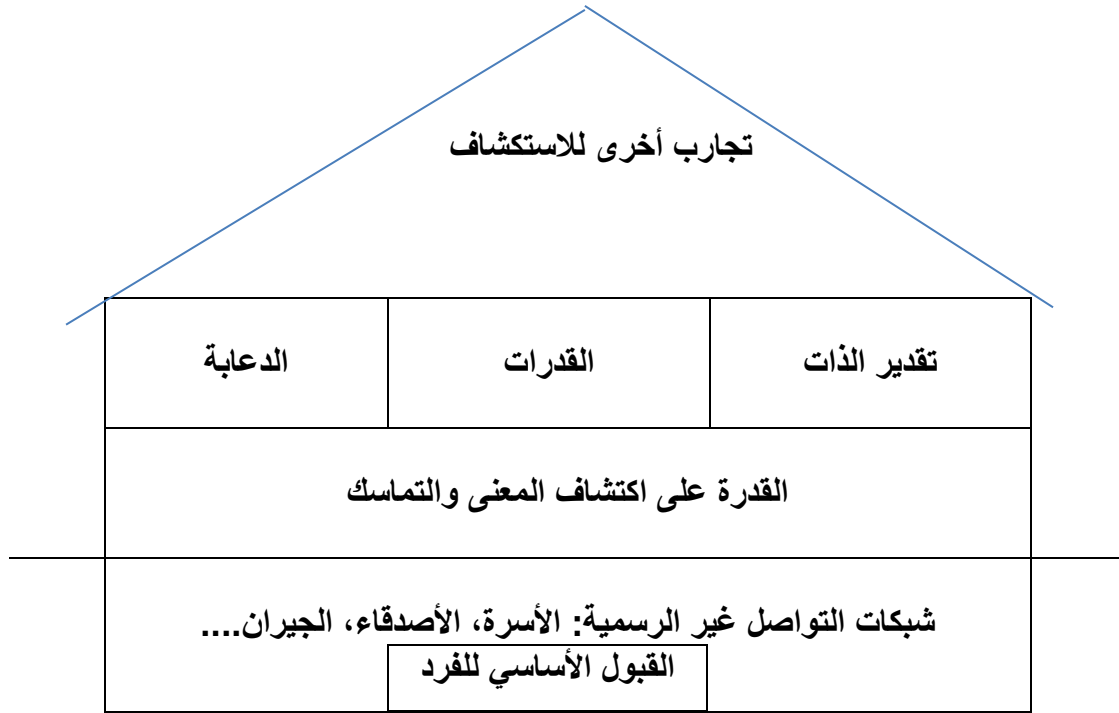 تجارب أخرى للاستكشاف
تقدير الذات
القدرات
الدعابة
القدرة على اكتشاف المعنى والتماسك
شبكات التواصل غير الرسمية: الأسرة، الأصدقاء، الجيران....
القبول الأساسي للفرد